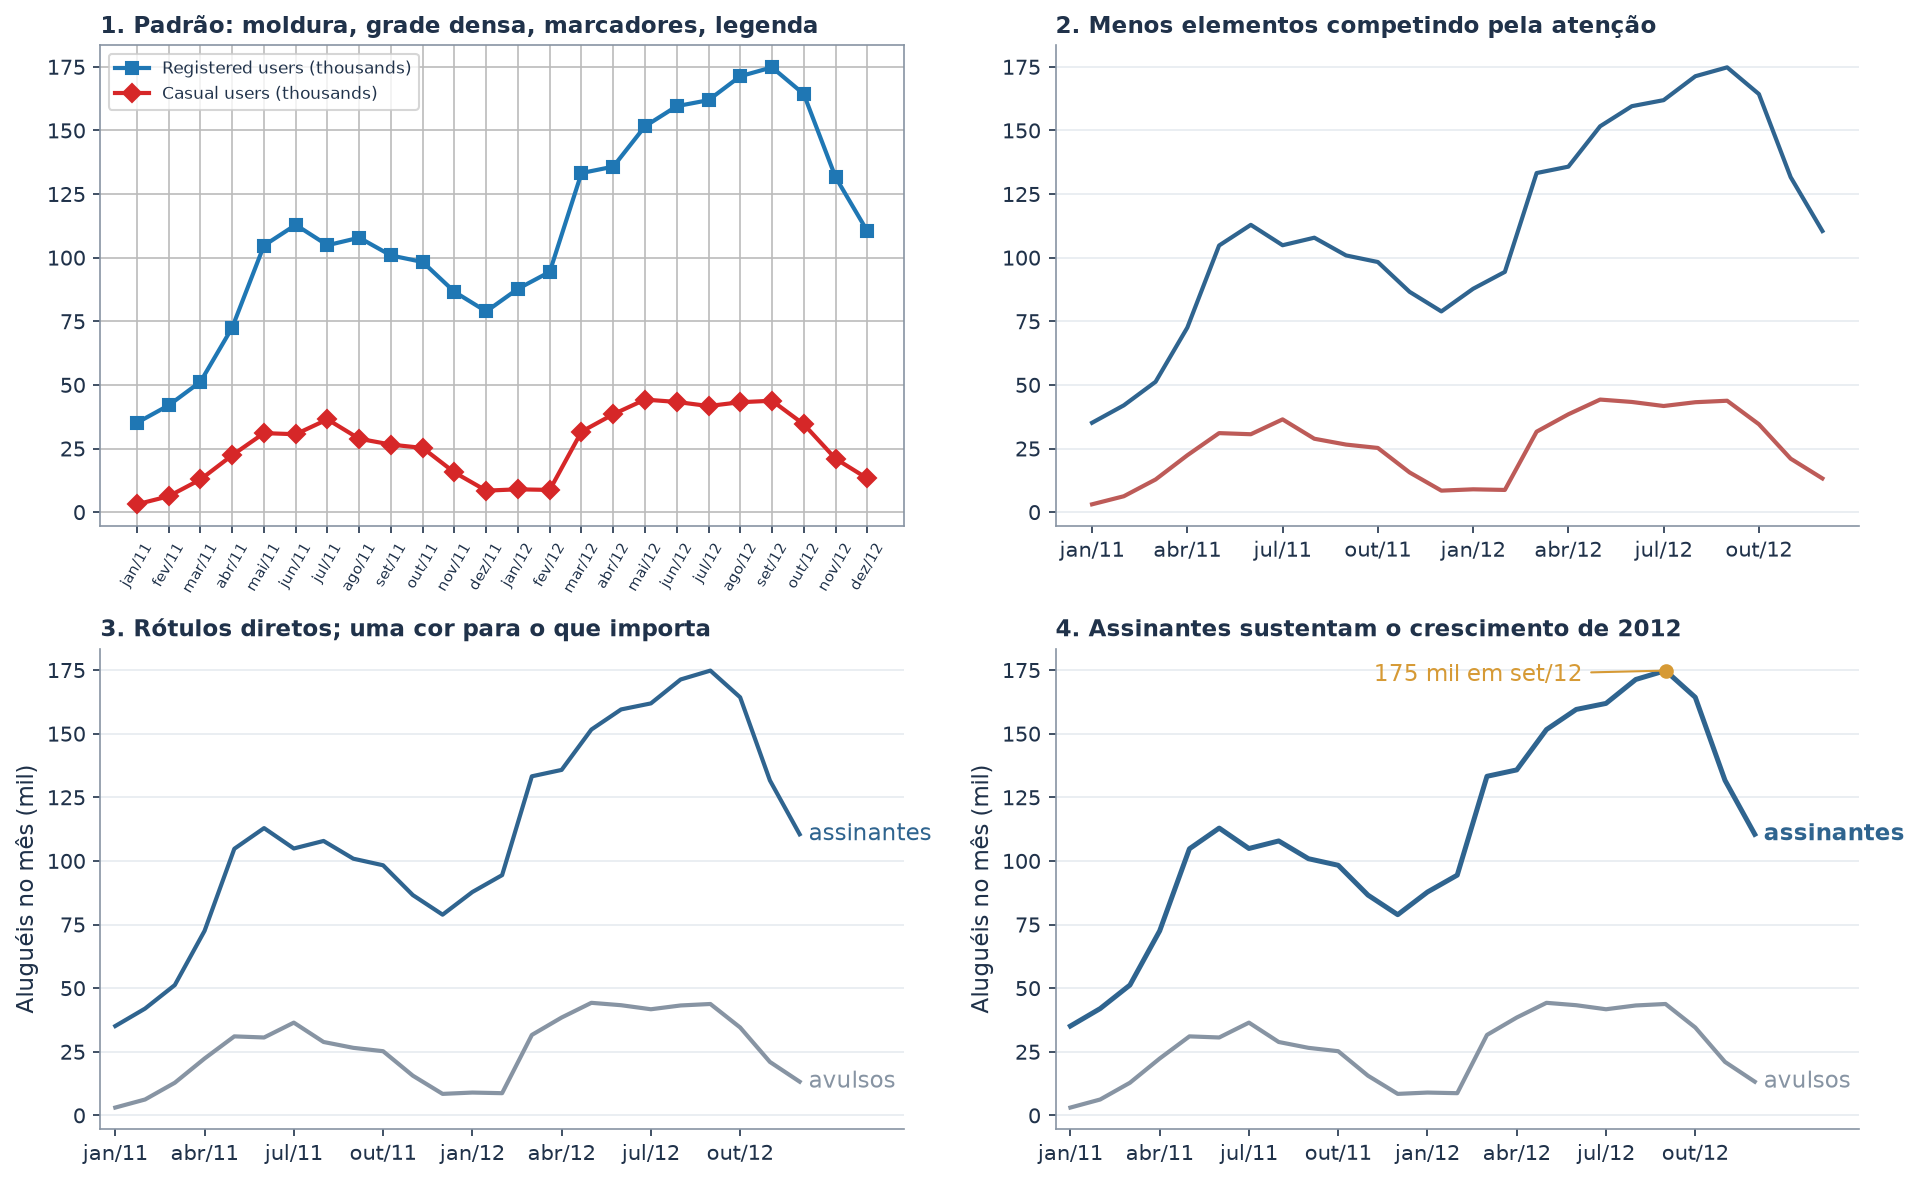 1. Padrão: moldura, grade densa, marcadores, legenda
Registered users (thousands)
Casual users (thousands)
175
150
125
100
75
50
25
0
jan/11 fev/11 mar/11 abr/11 mai/11 jun/11 jul/11 ago/11 set/11 out/11 nov/11 dez/11 jan/12 fev/12 mar/12 abr/12 mai/12 jun/12 jul/12 ago/12 set/12 out/12 nov/12 dez/12
2. Menos elementos competindo pela atenção
175
150
125
100
75
50
25
0
jan/11 abr/11 jul/11 out/11 jan/12 abr/12 jul/12 out/12
3. Rótulos diretos; uma cor para o que importa
Aluguéis no mês (mil)
175
150
125
100
75
50
25
0
assinantes
avulsos
jan/11 abr/11 jul/11 out/11 jan/12 abr/12 jul/12 out/12
4. Assinantes sustentam o crescimento de 2012
Aluguéis no mês (mil)
175
150
125
100
75
50
25
0
175 mil em set/12
assinantes
avulsos
jan/11 abr/11 jul/11 out/11 jan/12 abr/12 jul/12 out/12